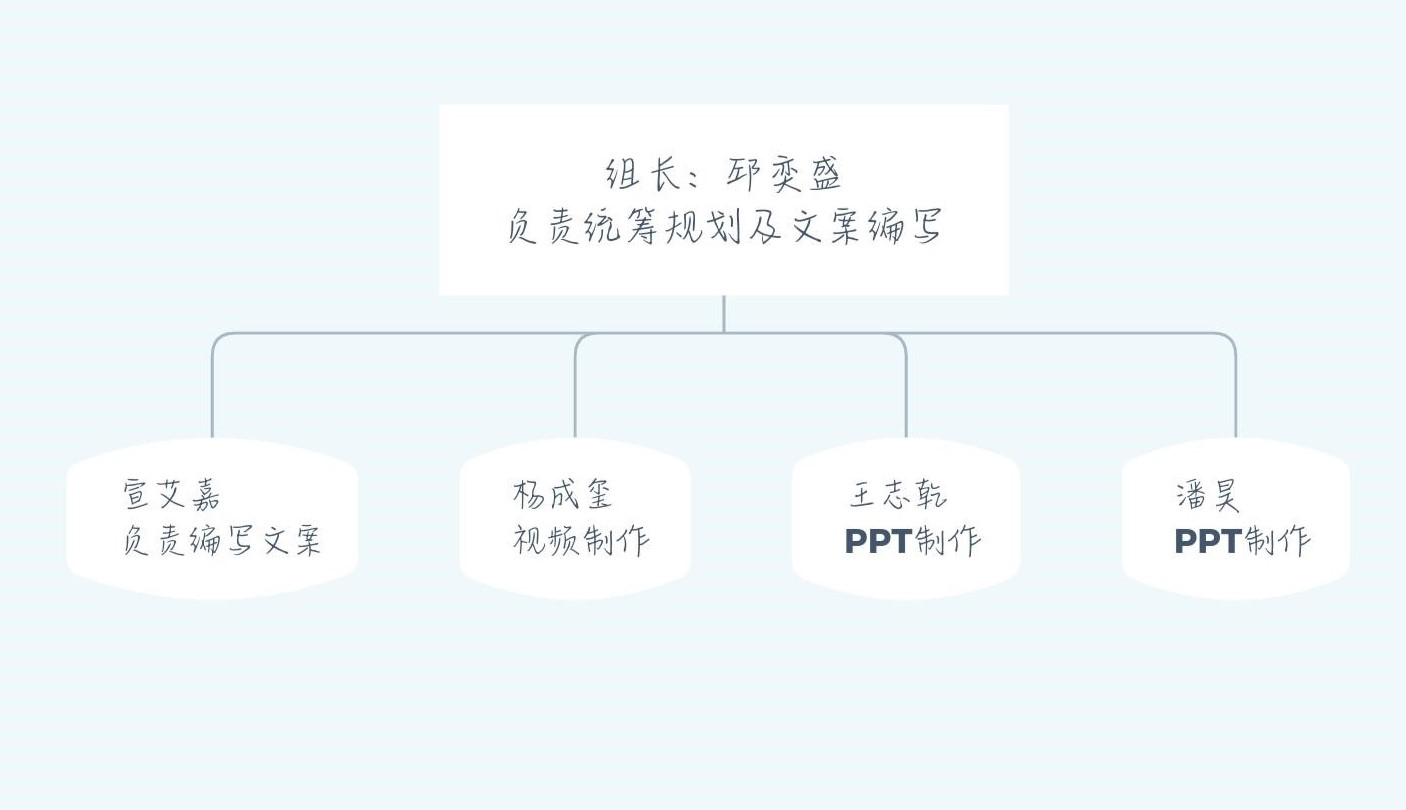 组长：邱奕盛
负责统筹规划及文案编写
宣艾嘉
负责编写文案
杨成玺
视频制作
王志乾
PPT制作
潘昊
PPT制作